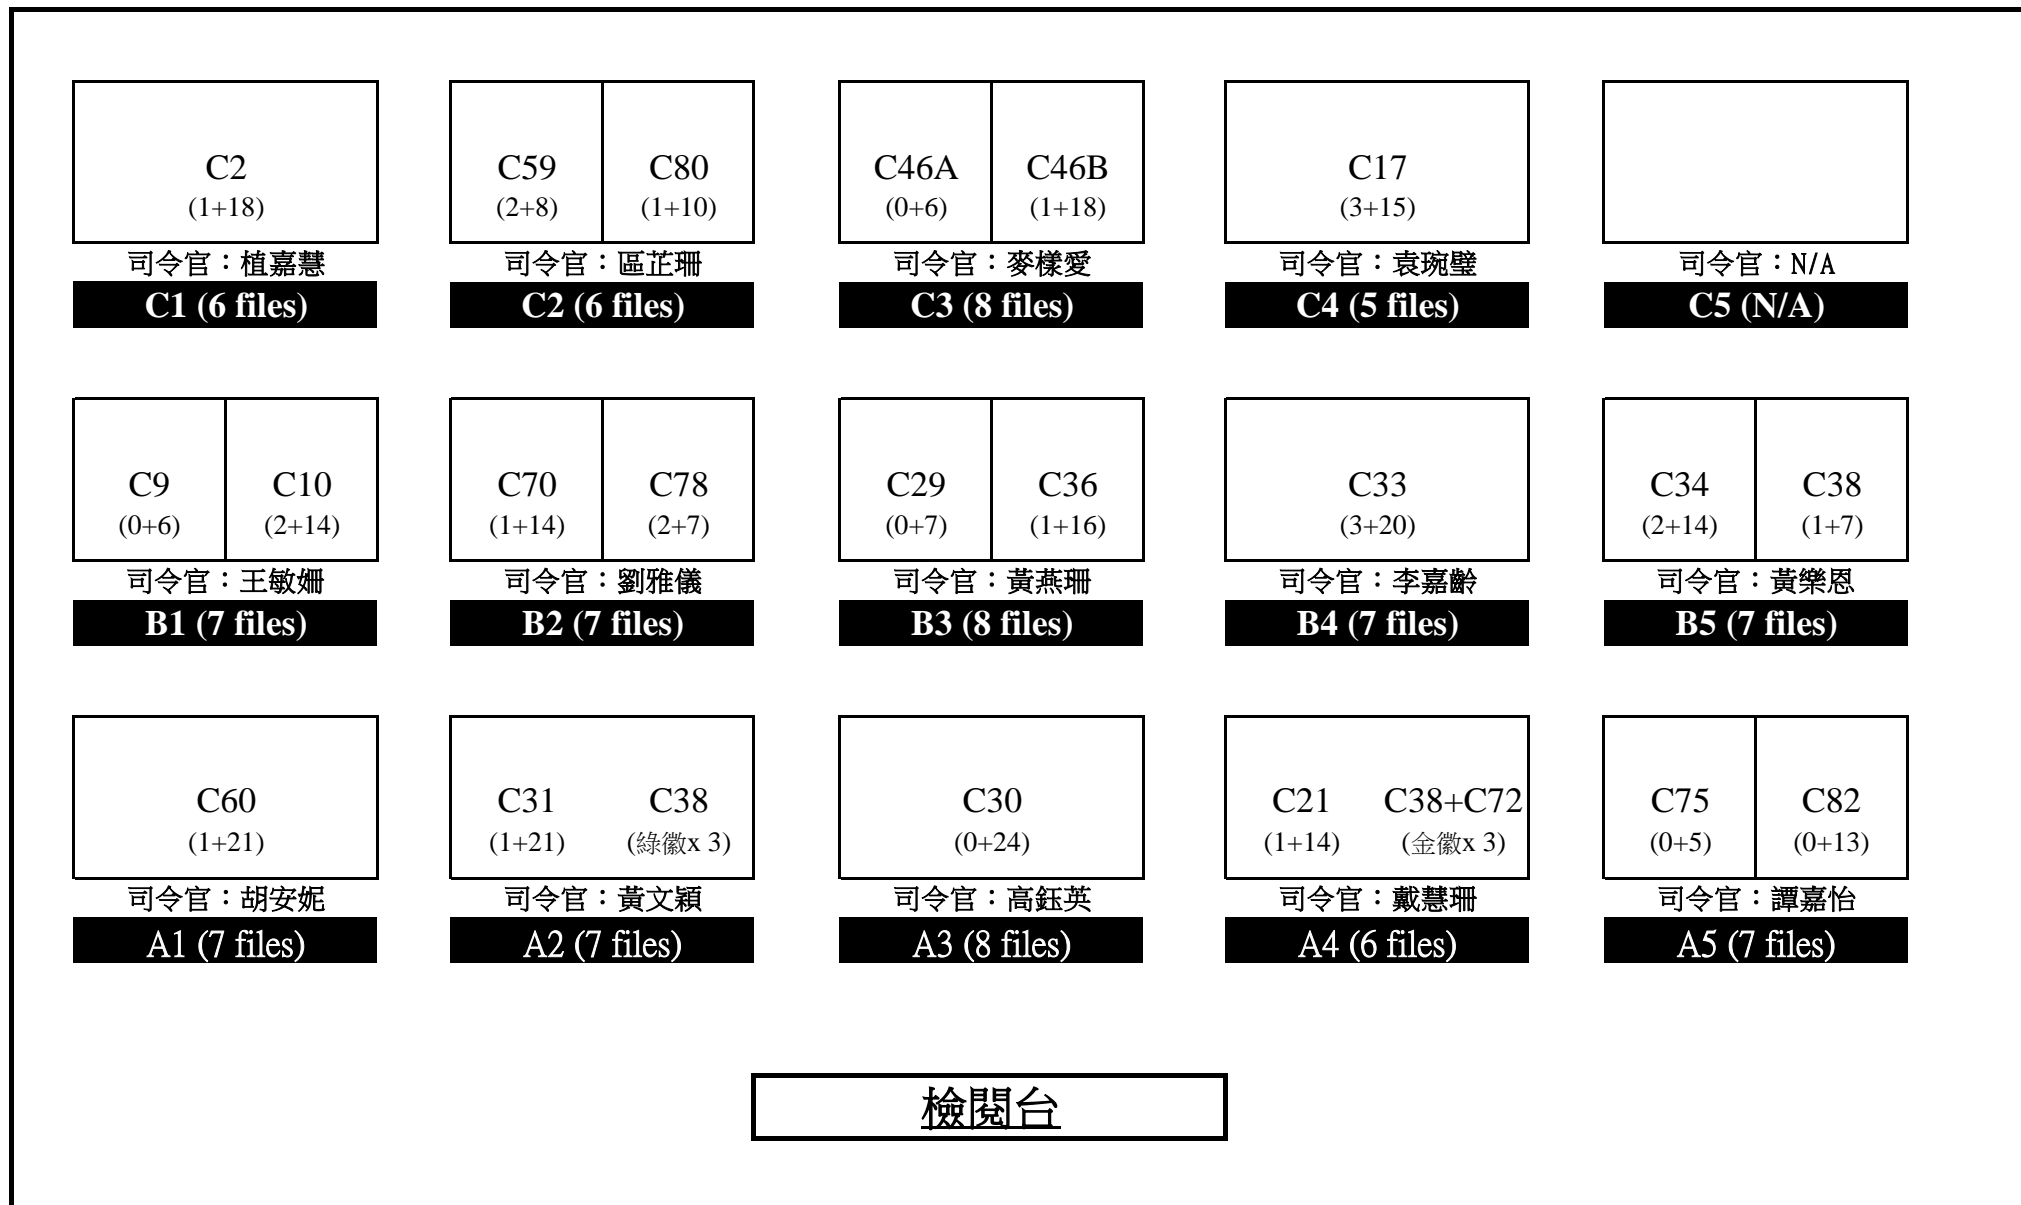 C2 C59 C80 C46A C46B C17
(1+18) (2+8) (1+10) (0+6) (1+18) (3+15)
司令官：植嘉慧 司令官：區芷珊 司令官：麥樣愛 司令官：袁琬璧 司令官：N/A
C1 (6 files) C2 (6 files) C3 (8 files) C4 (5 files) C5 (N/A)
C9 C10 C70 C78 C29 C36 C33 C34 C38
(0+6) (2+14) (1+14) (2+7) (0+7) (1+16) (3+20) (2+14) (1+7)
司令官：王敏姍 司令官：劉雅儀 司令官：黃燕珊 司令官：李嘉齡 司令官：黃樂恩
B1 (7 files) B2 (7 files) B3 (8 files) B4 (7 files) B5 (7 files)
C60 C31 C38 C30 C21 C38+C72 C75 C82
(1+21) (1+21) (綠徽x 3) (0+24) (1+14) (金徽x 3) (0+5) (0+13)
司令官：胡安妮 司令官：黃文穎 司令官：高鈺英 司令官：戴慧珊 司令官：譚嘉怡
A1 (7 files) A2 (7 files) A3 (8 files) A4 (6 files) A5 (7 files)
檢閱台